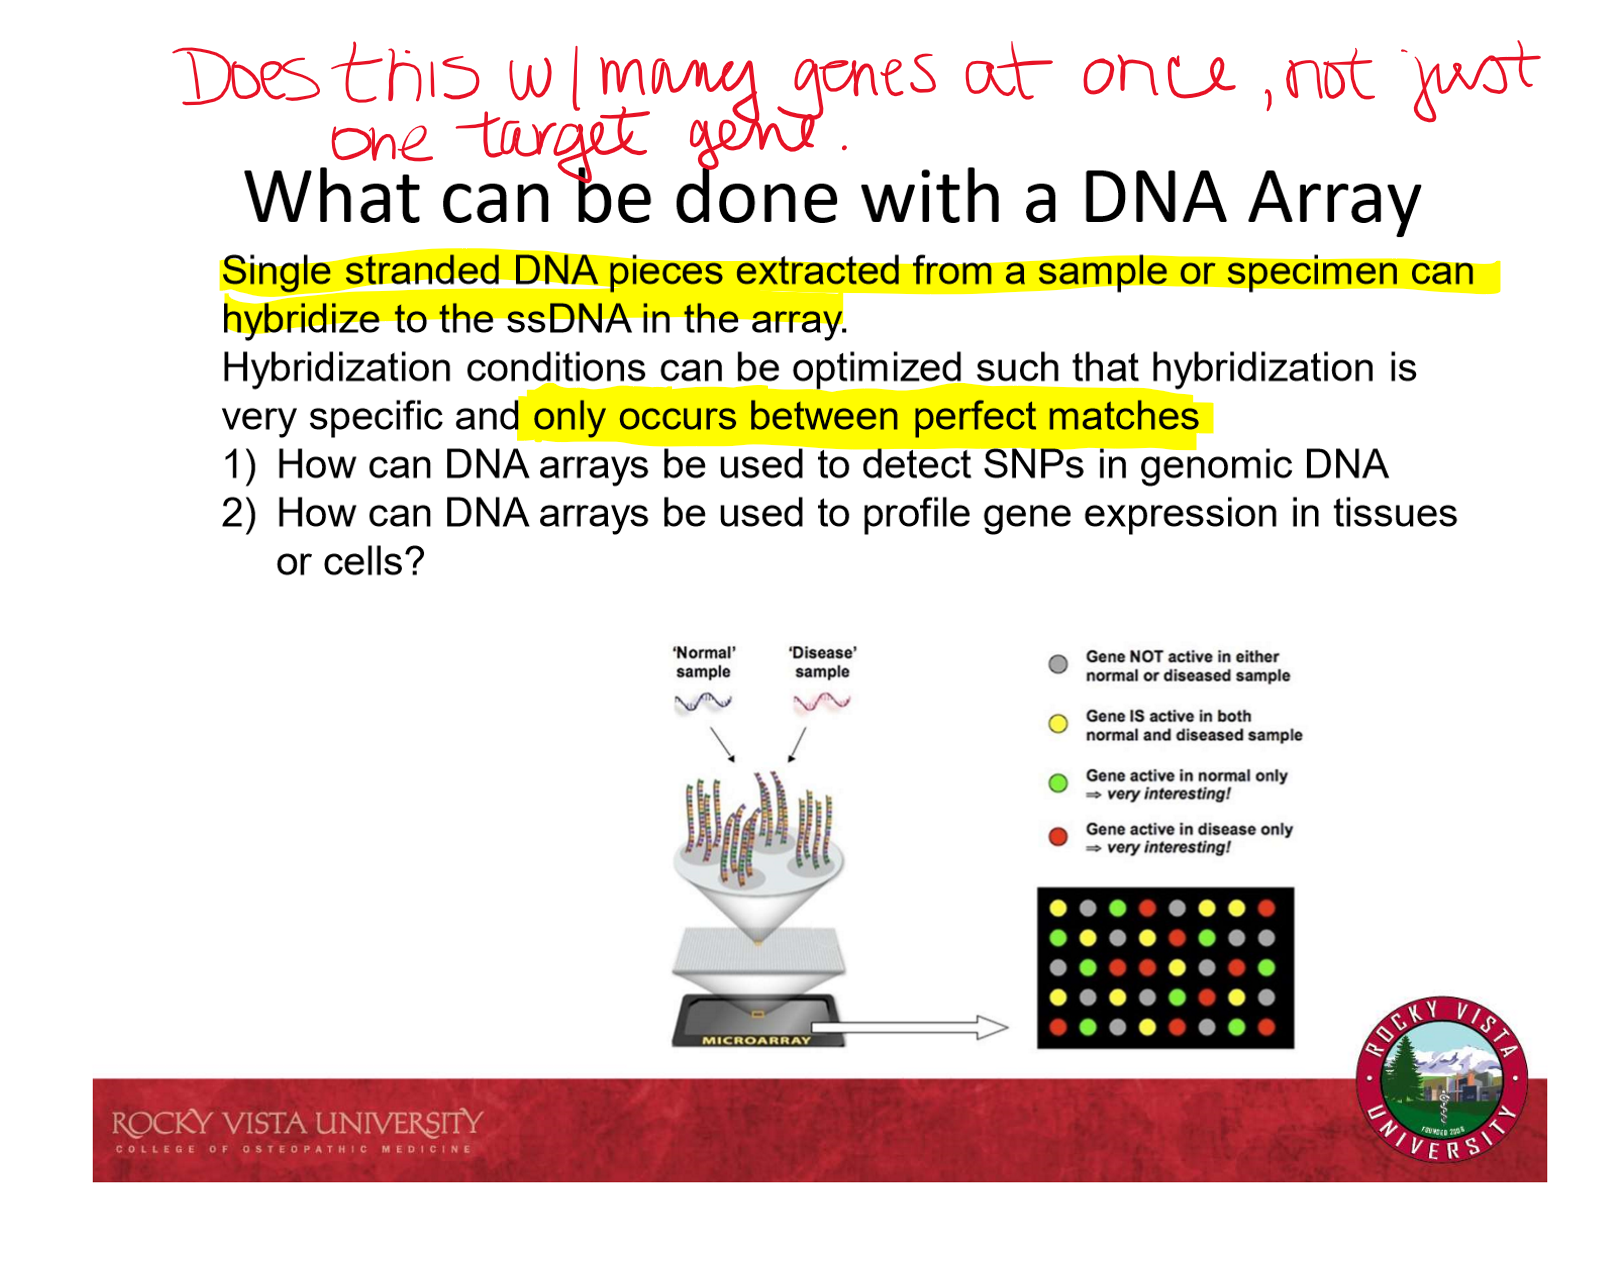 Does this w/ many genes at once, not just
one target gene.
What can be done with a DNA Array
Single stranded DNA pieces extracted from a sample or specimen can
hybridize to the ssDNA in the array.
Hybridization conditions can be optimized such that hybridization is
very specific and only occurs between perfect matches
1) How can DNA arrays be used to detect SNPs in genomic DNA
2) How can DNA arrays be used to profile gene expression in tissues
or cells?
‘Normal’
sample
‘Disease’
sample
MICROARRAY
Gene NOT active in either
normal or diseased sample
Gene IS active in both
normal and diseased sample
Gene active in normal only
⇒ very interesting!
Gene active in disease only
⇒ very interesting!
ROCKY VISTA UNIVERSITY
COLLEGE OF OSTEOPATHIC MEDICINE
ROCKY VISTA
UNIVERSITY
FOUNDED 2006